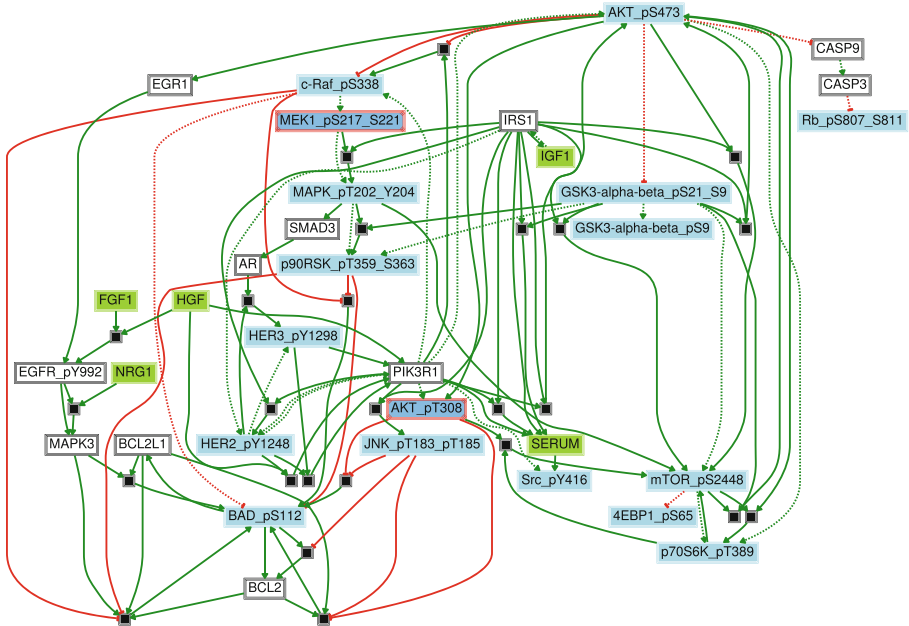 AKT_pS473
CASP9
EGR1
c-Raf_pS338
CASP3
MEK1_pS217_S221
IRS1
Rb_pS807_S811
IGF1
MAPK_pT202_Y204
GSK3-alpha-beta_pS21_S9
SMAD3
GSK3-alpha-beta_pS9
AR
p90RSK_pT359_S363
FGF1
HGF
HER3_pY1298
EGFR_pY992
NRG1
PIK3R1
AKT_pT308
MAPK3
BCL2L1
HER2_pY1248
JNK_pT183_pT185
SERUM
Src_pY416
mTOR_pS2448
BAD_pS112
4EBP1_pS65
p70S6K_pT389
BCL2